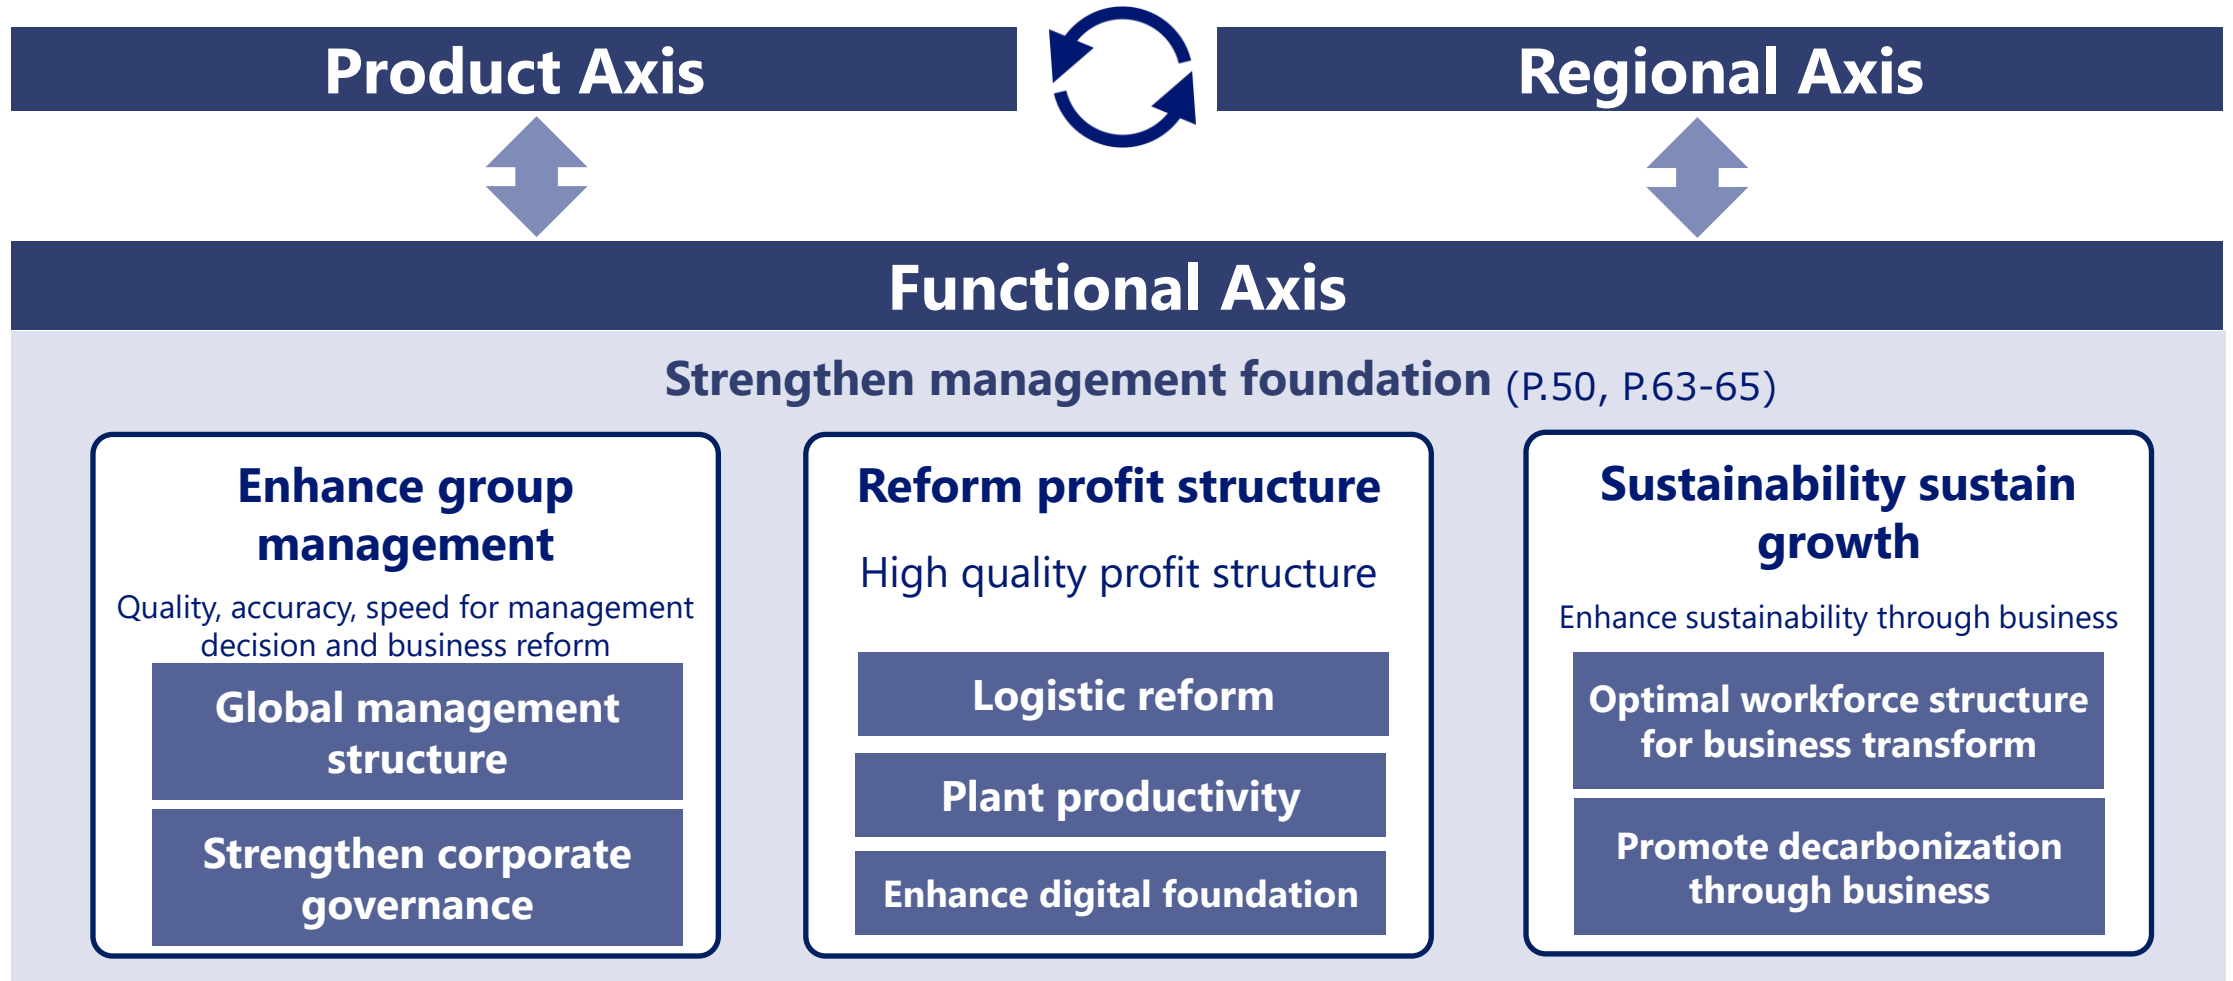 Product Axis
Regional Axis
Functional Axis
Strengthen management foundation (P.50, P.63-65)
Enhance group
management
Quality, accuracy, speed for management
decision and business reform
Global management
structure
Strengthen corporate
governance
Reform profit structure
High quality profit structure
Logistic reform
Plant productivity
Enhance digital foundation
Sustainability sustain
growth
Enhance sustainability through business
Optimal workforce structure
for business transform
Promote decarbonization
through business